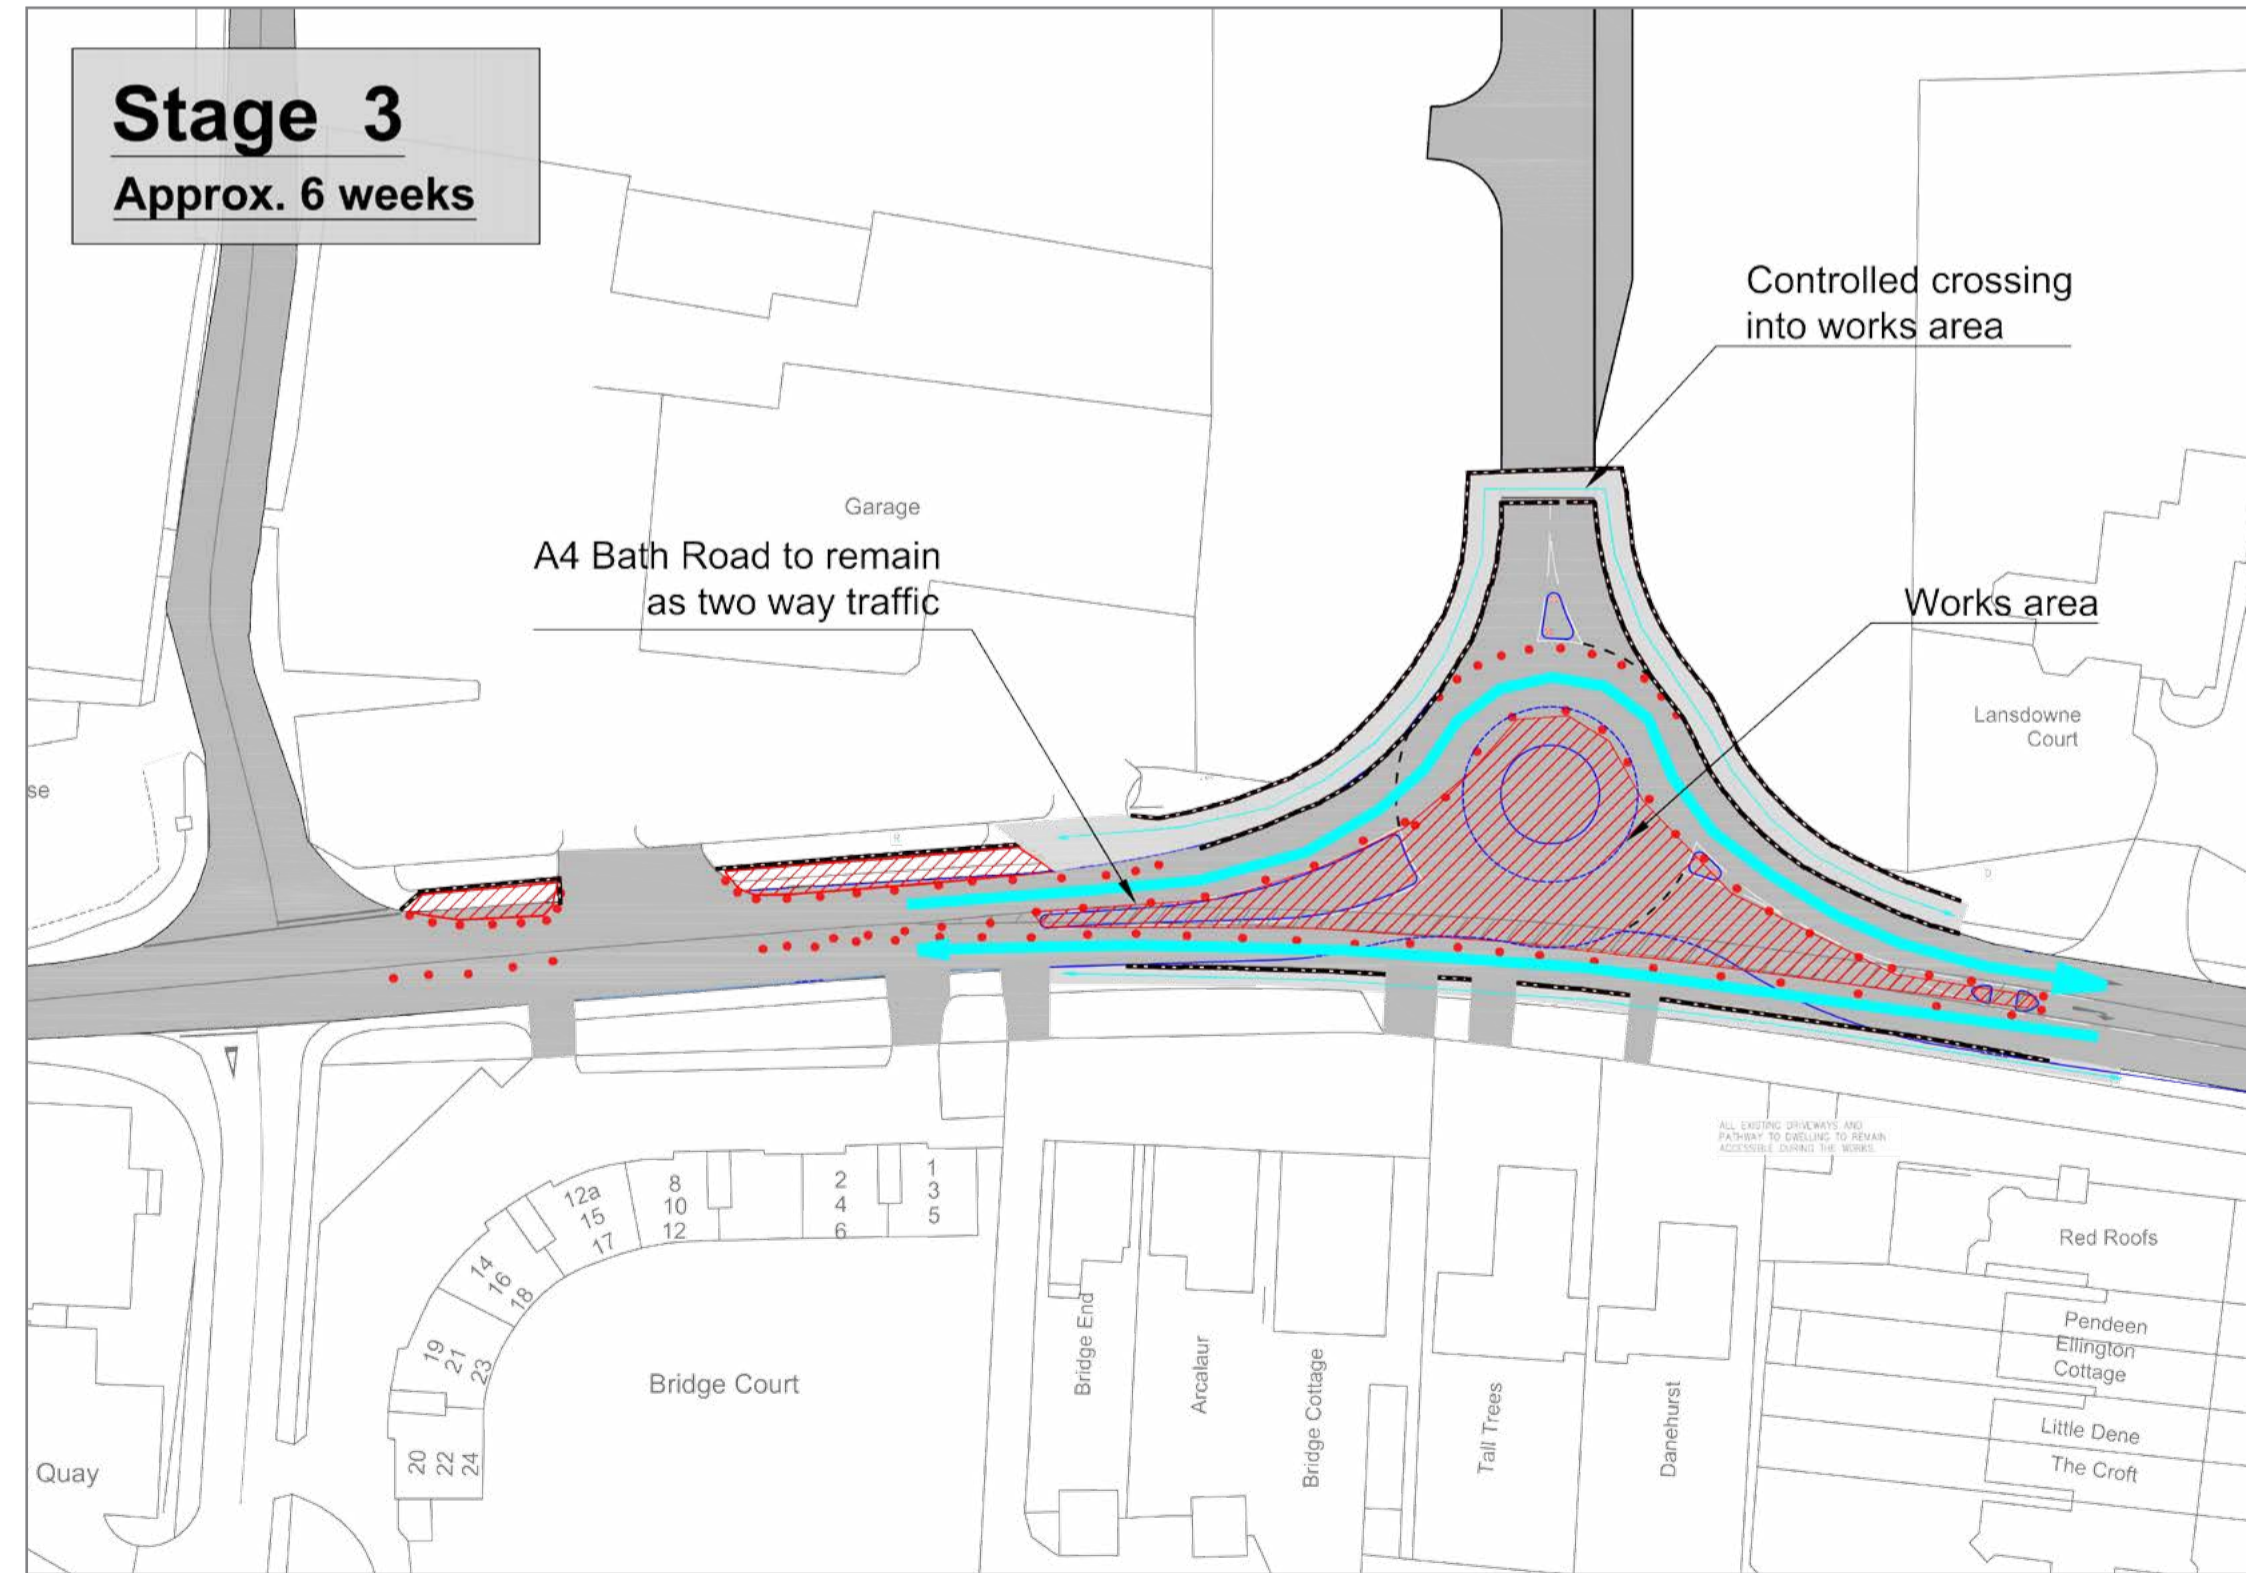 Stage 3
Approx. 6 weeks
Controlled crossing
into works area
Garage
A4 Bath Road to remain
as two way traffic
Works area
Lansdowne
Court
se
ALL EXISTING DRIVEWAYS AND
PATHWAY TO DWELLING TO REMAIN
ACCESSIBLE DURING THE WORKS.
1
3
5
2
4
6
8
10
12
12a
15
17
14
16
18
19
21
23
20
22
24
Bridge Court
Quay
Bridge End
Arcalaur
Bridge Cottage
Tall Trees
Danehurst
Red Roofs
Pendeen
Ellington
Cottage
Little Dene
The Croft